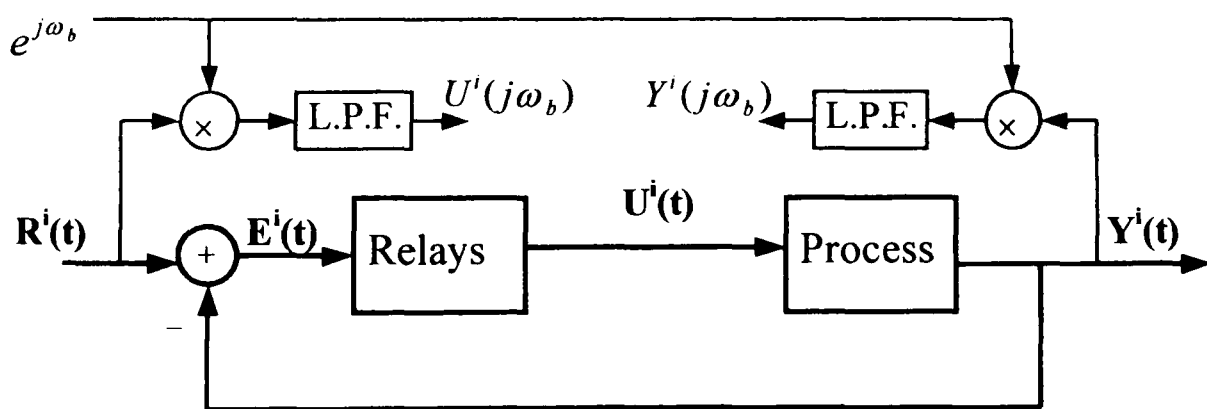 e^{jω_b}
U^i(jω_b) Y^i(jω_b)
× L.P.F. L.P.F. ×
R^i(t) + E^i(t) Relays U^i(t) Process Y^i(t)
−